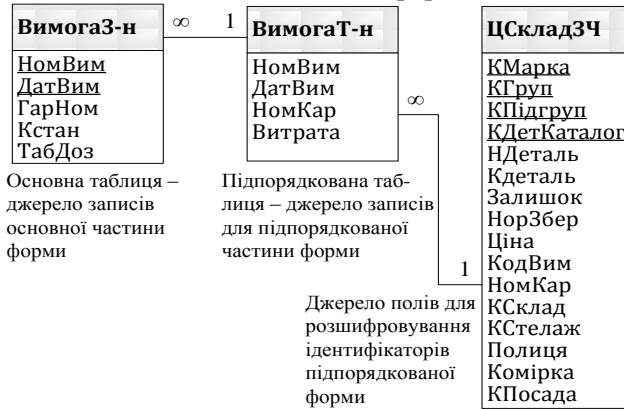 ВимогаЗ-н
НомВим
ДатВим
ГарНом
Кстан
ТабДоз
Основна таблиця –
джерело записів
основної частини
форми
∞ 1
ВимогаТ-н
НомВим
ДатВим
НомКар
Витрата
Підпорядкована таб-
лиця – джерело записів
для підпорядкованої
частини форми
∞
1
Джерело полів для
розшифровування
ідентифікаторів
підпорядкованої
форми
ЦСкладЗЧ
КМарка
КГруп
КПідгруп
КДетКаталог
НДеталь
Кдеталь
Залишок
НорЗбер
Ціна
КодВим
НомКар
КСклад
КСтелаж
Полиця
Комірка
КПосада